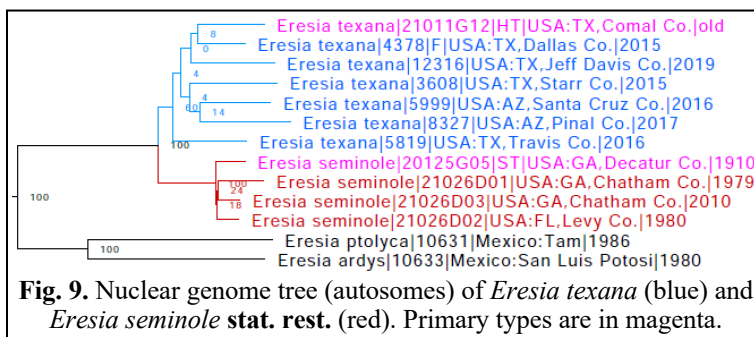 Eresia texana|21011G12|HT|USA:TX,Comal Co.|old
8
0
Eresia texana|4378|F|USA:TX,Dallas Co.|2015
Eresia texana|12316|USA:TX,Jeff Davis Co.|2019
4
Eresia texana|3608|USA:TX,Starr Co.|2015
4
60
Eresia texana|5999|USA:AZ,Santa Cruz Co.|2016
14
Eresia texana|8327|USA:AZ,Pinal Co.|2017
100
Eresia texana|5819|USA:TX,Travis Co.|2016
Eresia seminole|20125G05|ST|USA:GA,Decatur Co.|1910
100
Eresia seminole|21026D01|USA:GA,Chatham Co.|1979
24
100
Eresia seminole|21026D03|USA:GA,Chatham Co.|2010
18
Eresia seminole|21026D02|USA:FL,Levy Co.|1980
Eresia ptolyca|10631|Mexico:Tam|1986
100
Eresia ardys|10633|Mexico:San Luis Potosi|1980
Fig. 9. Nuclear genome tree (autosomes) of Eresia texana (blue) and
Eresia seminole stat. rest. (red). Primary types are in magenta.